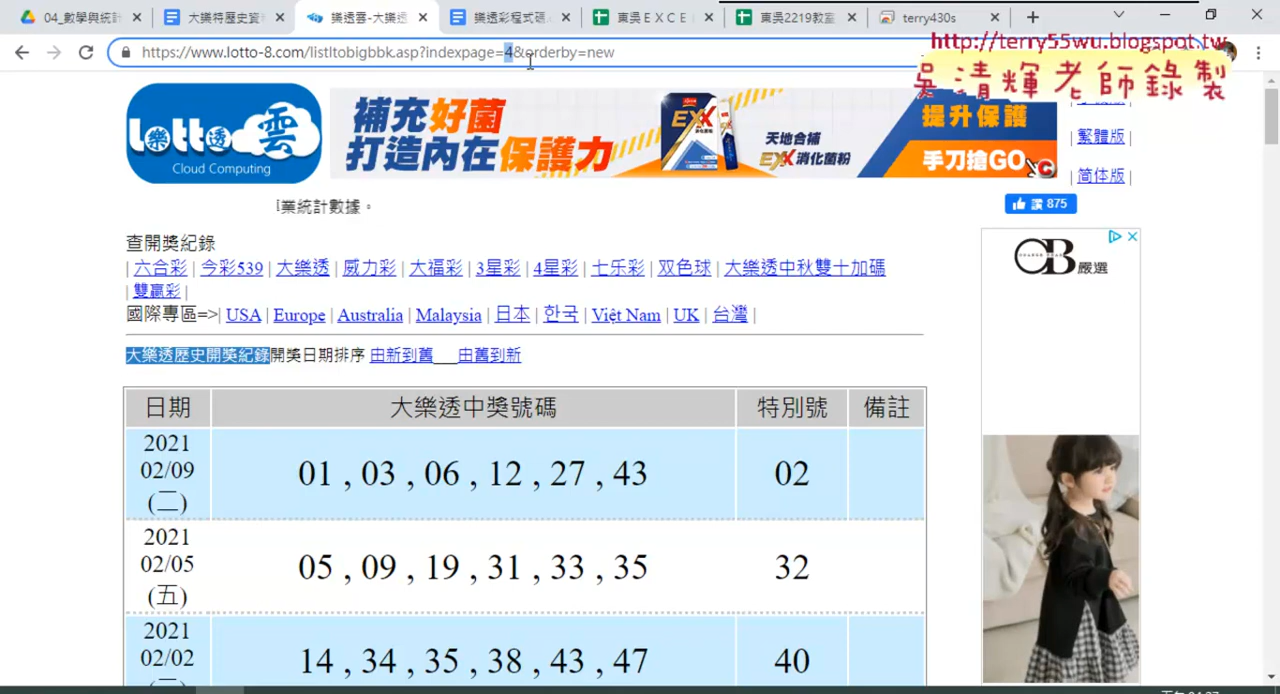 04_數學與統計
大樂特歷史資料
樂透雲-大樂透
樂透彩程式碼
東吳EXCE
東吳2219教室
terry430s
https://www.lotto-8.com/listltobigbbk.asp?indexpage=4&orderby=new
http://terry55wu.blogspot.tw
吳清輝老師錄製
Lotto 樂透雲
Cloud Computing
補充好菌
打造內在保護力
EXX
天地合補
EXX消化菌粉
提升保護
手刀搶GO
| 繁體版 |
| 简体版 |
業統計數據。
讚 875
查開獎紀錄
| 六合彩 | 今彩539 | 大樂透 | 威力彩 | 大福彩 | 3星彩 | 4星彩 | 七乐彩 | 双色球 | 大樂透中秋雙十加碼
| 雙贏彩 |
國際專區=>| USA | Europe | Australia | Malaysia | 日本 | 한국 | Việt Nam | UK | 台灣 |
大樂透歷史開獎紀錄開獎日期排序 由新到舊___由舊到新
OB嚴選
日期 大樂透中獎號碼 特別號 備註
2021
02/09
(二)
01 , 03 , 06 , 12 , 27 , 43
02
2021
02/05
(五)
05 , 09 , 19 , 31 , 33 , 35
32
2021
02/02
14 , 34 , 35 , 38 , 43 , 47
40